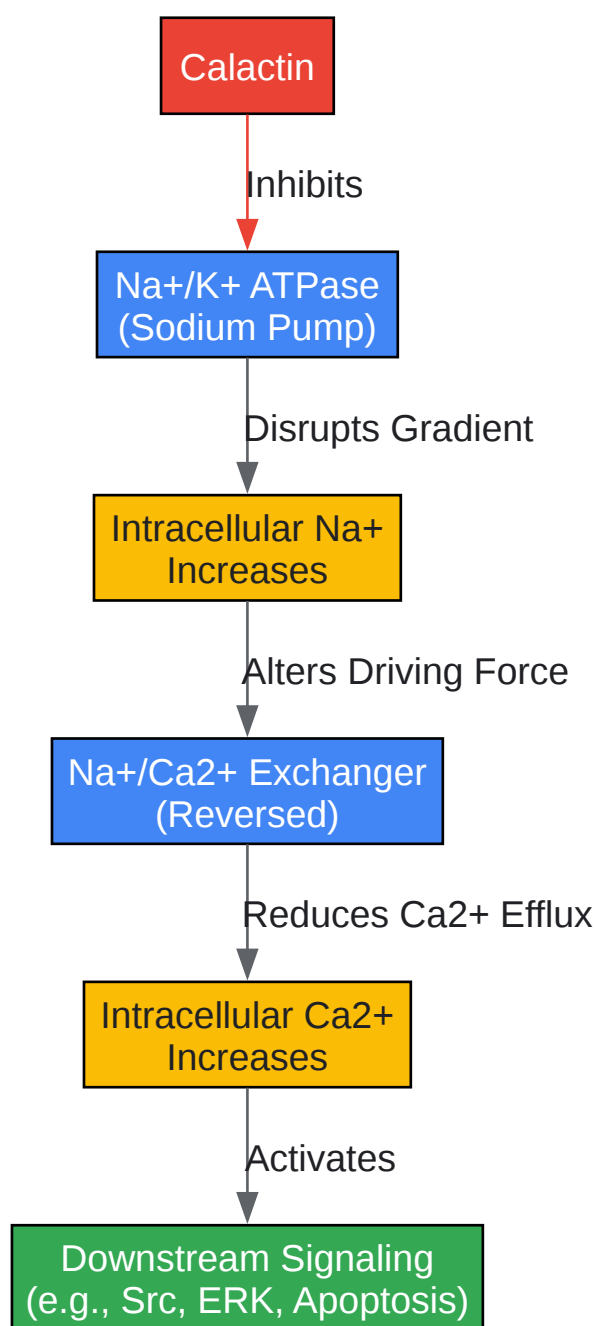 Calactin
Inhibits
Na+/K+ ATPase
(Sodium Pump)
Disrupts Gradient
Intracellular Na+
Increases
Alters Driving Force
Na+/Ca2+ Exchanger
(Reversed)
Reduces Ca2+ Efflux
Intracellular Ca2+
Increases
Activates
Downstream Signaling
(e.g., Src, ERK, Apoptosis)